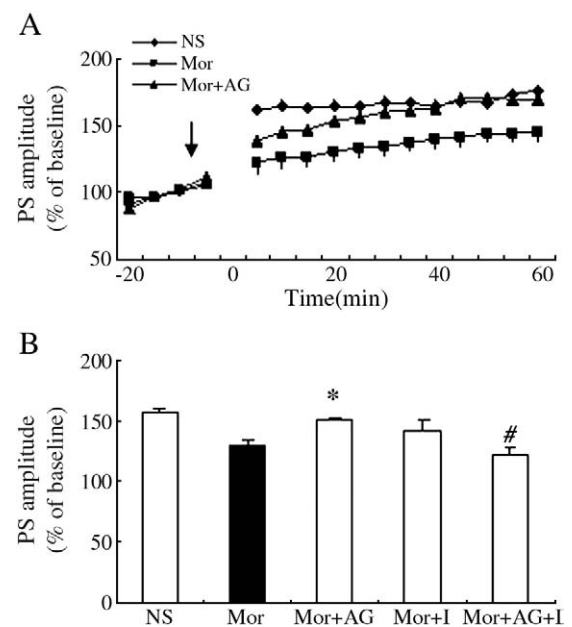 A
NS
Mor
Mor+AG
PS amplitude
(% of baseline)
200
150
100
50
-20 0 20 40 60
Time(min)
B
PS amplitude
(% of baseline)
200
150
100
50
0
*
#
NS Mor Mor+AG Mor+I Mor+AG+I